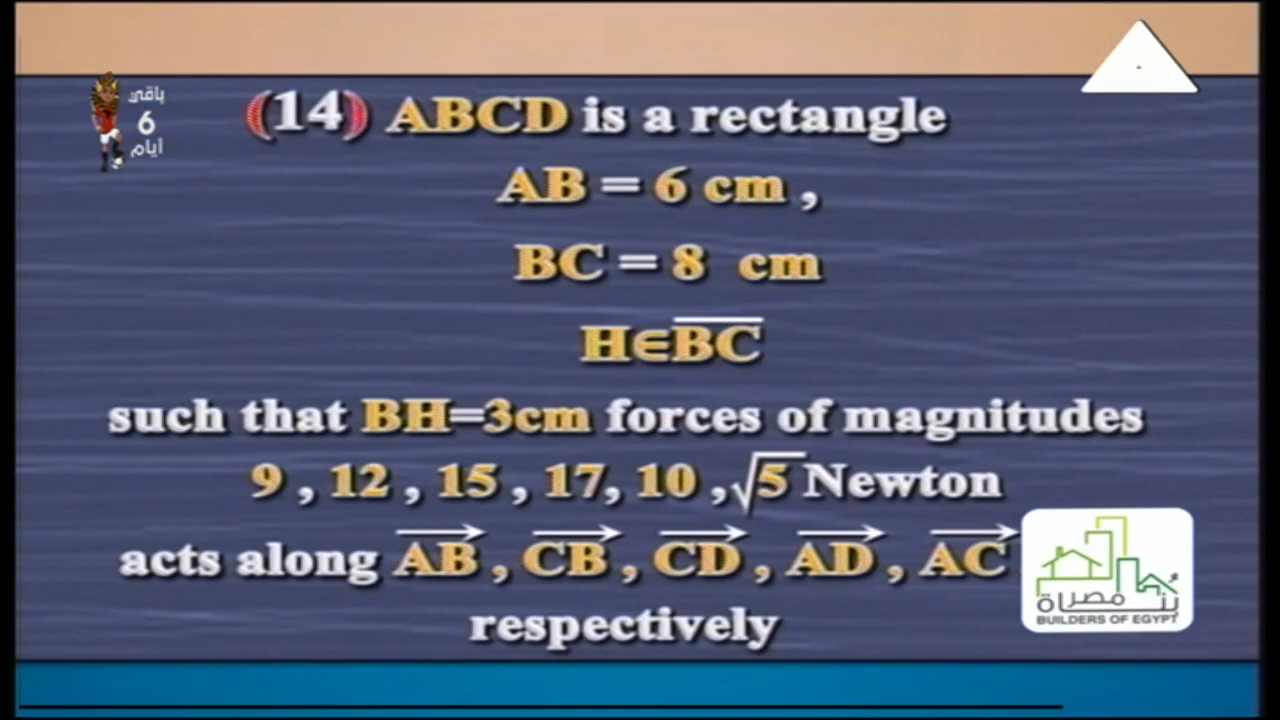 باقي
6
ايام
(14) ABCD is a rectangle
AB = 6 cm ,
BC = 8 cm
H∈BC
such that BH=3cm forces of magnitudes
9 , 12 , 15 , 17, 10 ,√5 Newton
acts along AB , CB , CD , AD , AC
respectively
بُنــاة مصر
BUILDERS OF EGYPT